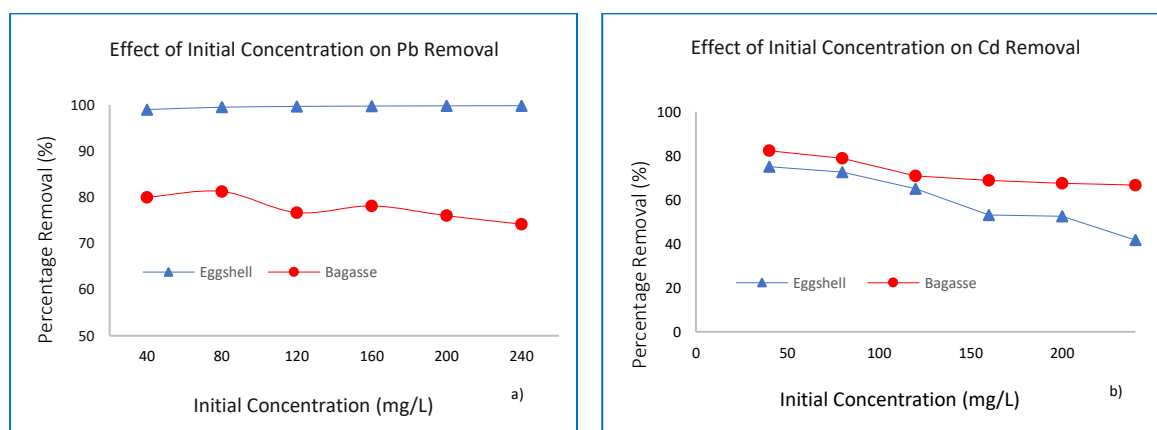 Effect of Initial Concentration on Pb Removal
Percentage Removal (%)
100
90
80
70
60
50
Eggshell
Bagasse
40 80 120 160 200 240
Initial Concentration (mg/L)
a)
Effect of Initial Concentration on Cd Removal
Percentage Removal (%)
100
80
60
40
20
0
Eggshell
Bagasse
0 50 100 150 200
Initial Concentration (mg/L)
b)